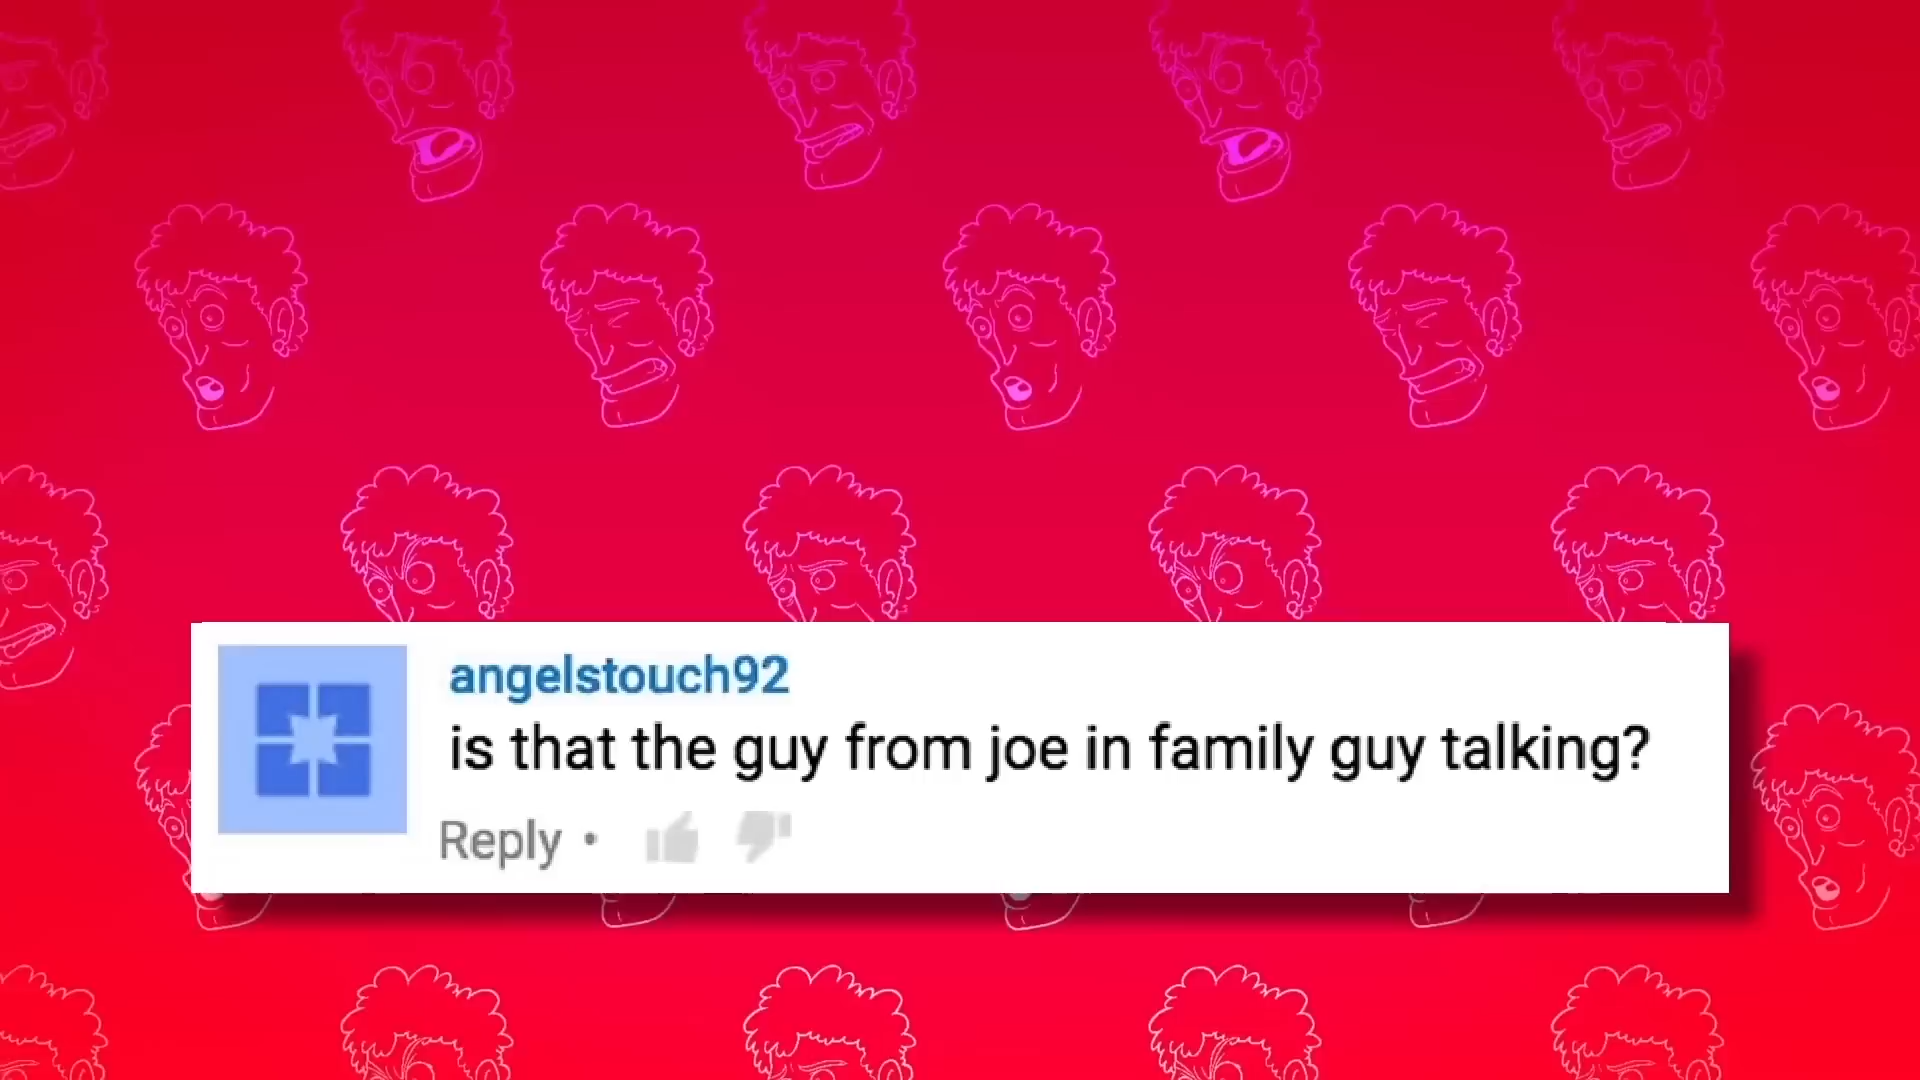 angelstouch92
is that the guy from joe in family guy talking?
Reply •